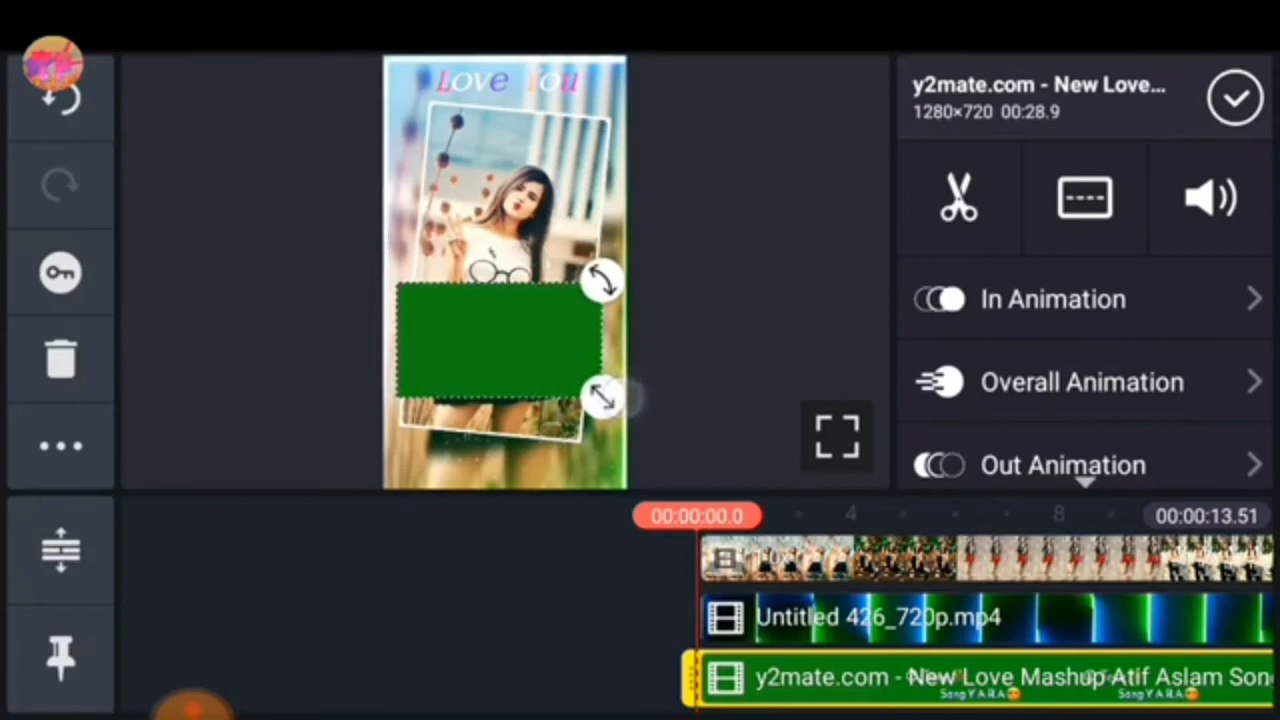 Love You
y2mate.com - New Love...
1280×720 00:28.9
In Animation
Overall Animation
Out Animation
00:00:00.0
4
8
00:00:13.51
Untitled 426_720p.mp4
y2mate.com - New Love Mashup Atif Aslam Son
Song Y.A.R.A
Song Y.A.R.A